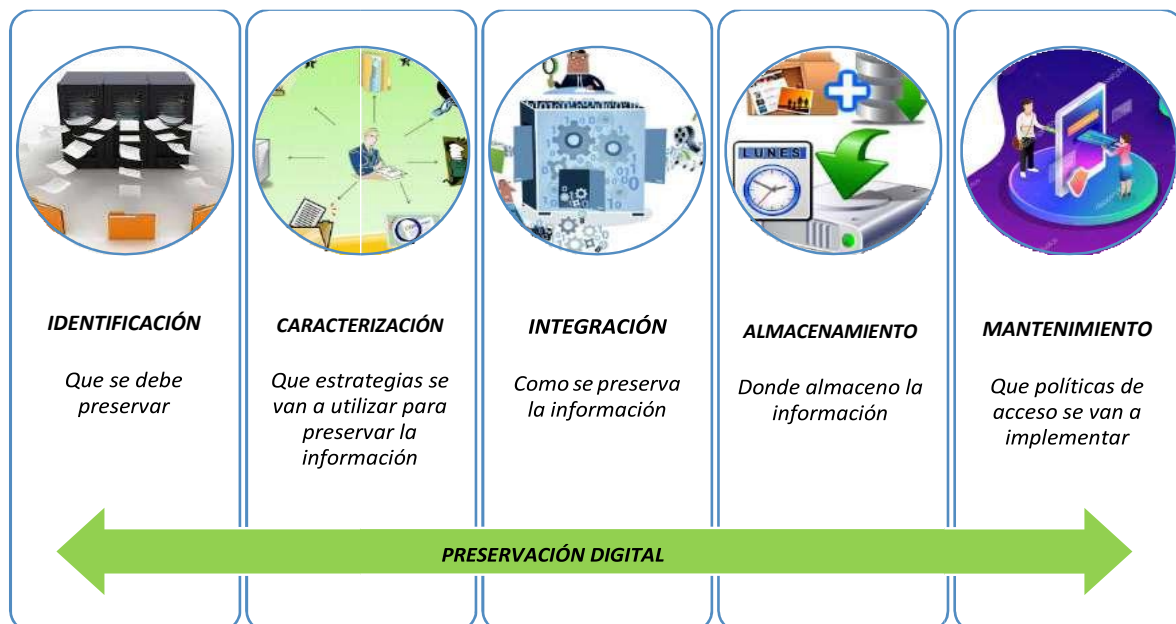 LUNES
IDENTIFICACIÓN
Que se debe
preservar
CARACTERIZACIÓN
Que estrategias se
van a utilizar para
preservar la
información
INTEGRACIÓN
Como se preserva
la información
ALMACENAMIENTO
Donde almaceno la
información
MANTENIMIENTO
Que políticas de
acceso se van a
implementar
PRESERVACIÓN DIGITAL